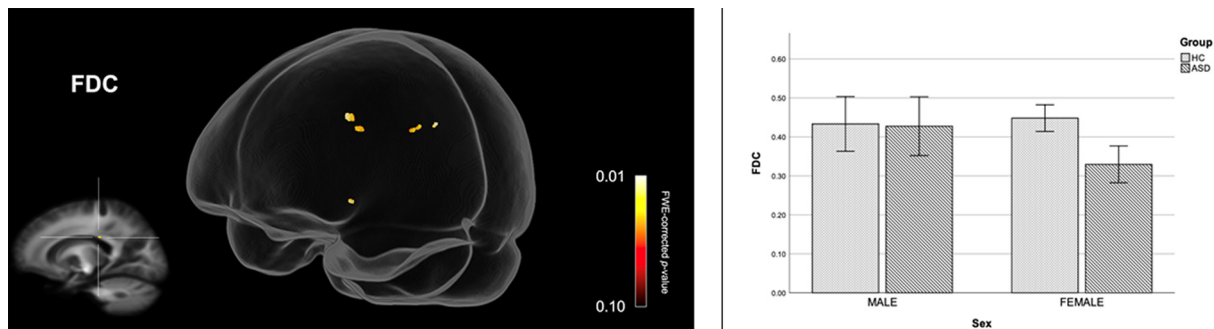 FDC
0.01
FWE-corrected p-value
0.10
Group
HC
ASD
FDC
0.60
0.50
0.40
0.30
0.20
0.10
0.00
MALE
FEMALE
Sex